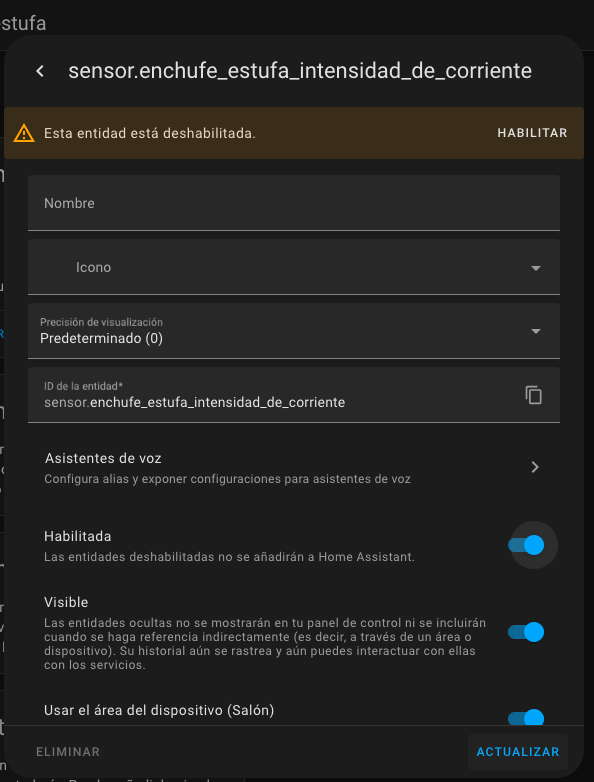 estufa
sensor.enchufe_estufa_intensidad_de_corriente
Esta entidad está deshabilitada.
HABILITAR
Nombre
Icono
Precisión de visualización
Predeterminado (0)
ID de la entidad*
sensor.enchufe_estufa_intensidad_de_corriente
Asistentes de voz
Configura alias y exponer configuraciones para asistentes de voz
Habilitada
Las entidades deshabilitadas no se añadirán a Home Assistant.
Visible
Las entidades ocultas no se mostrarán en tu panel de control ni se incluirán
cuando se haga referencia indirectamente (es decir, a través de un área o
dispositivo). Su historial aún se rastrea y aún puedes interactuar con ellas
con los servicios.
Usar el área del dispositivo (Salón)
ELIMINAR
ACTUALIZAR